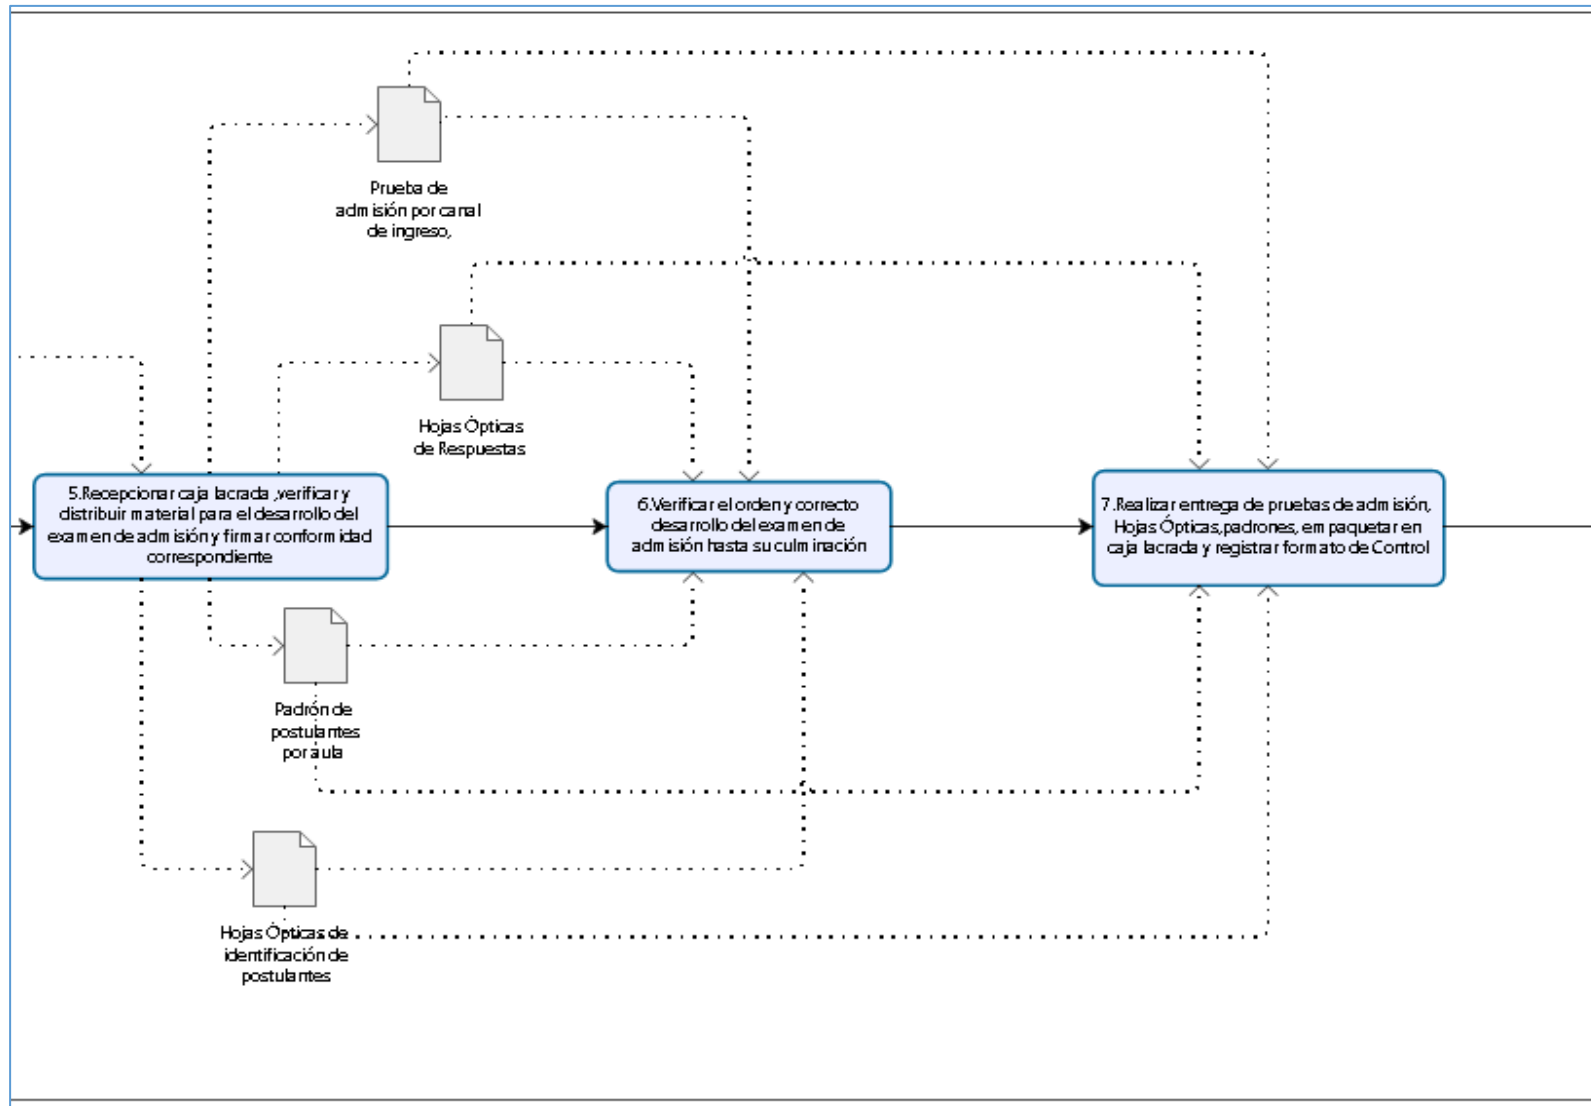 Prueba de
admisión por canal
de ingreso,
Hojas Ópticas
de Respuestas
5.Recepcionar caja lacrada ,verificar y
distribuir material para el desarrollo del
examen de admisión y firmar conformidad
correspondiente
6.Verificar el orden y correcto
desarrollo del examen de
admisión hasta su culminación
7.Realizar entrega de pruebas de admisión,
Hojas Ópticas,padrones, empaquetar en
caja lacrada y registrar formato de Control
Padrón de
postulantes
por aula
Hojas Ópticas de
identificación de
postulantes